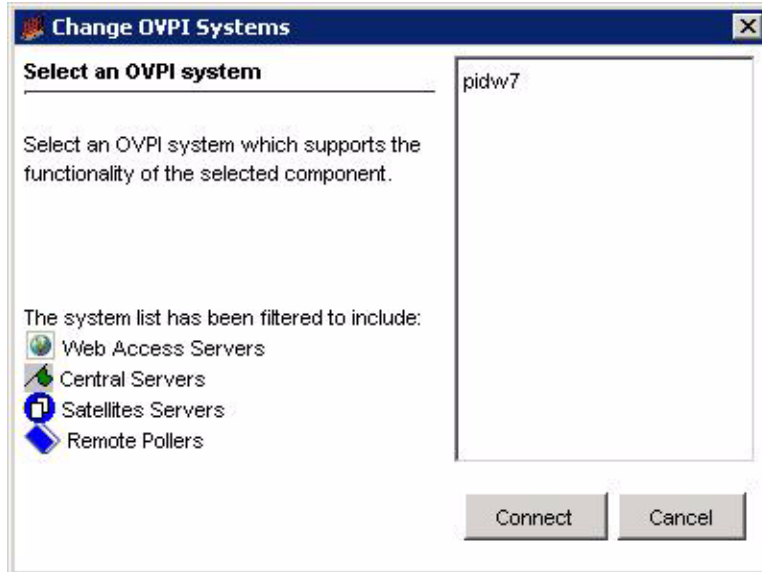 Change OVPI Systems
Select an OVPI system
Select an OVPI system which supports the
functionality of the selected component.
The system list has been filtered to include:
Web Access Servers
Central Servers
Satellites Servers
Remote Pollers
pidw7
Connect
Cancel